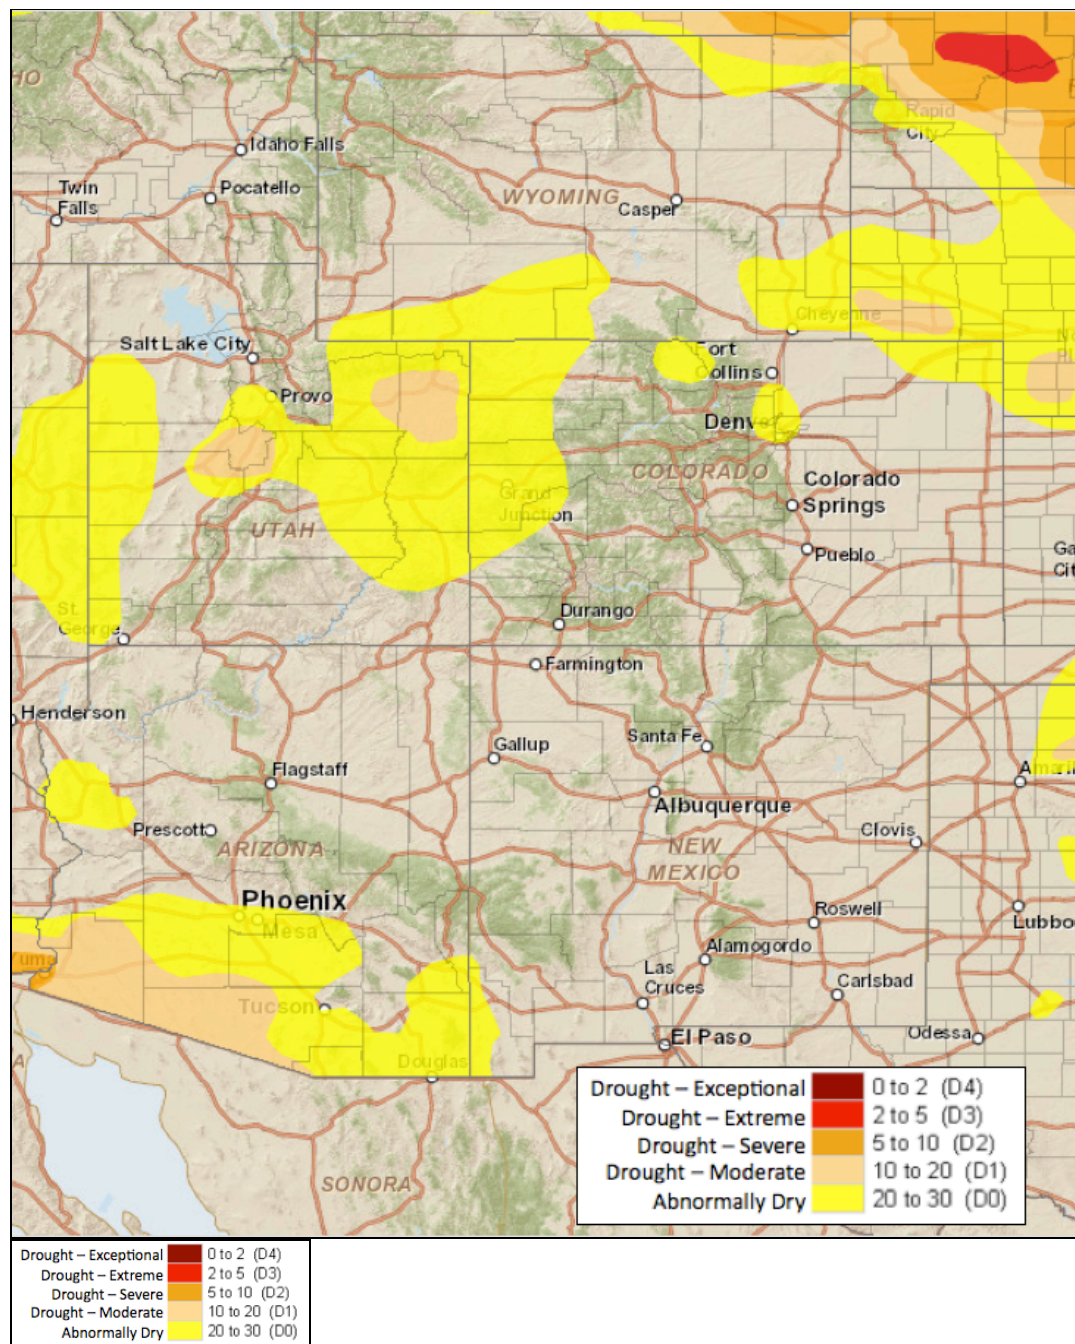 HO
Rapid
City
Idaho Falls
Twin
Falls
Pocatello
WYOMING
Casper
Cheyenne
Salt Lake City
Fort
Collins
Provo
Denver
COLORADO
Colorado
Springs
Grand
Junction
UTAH
Pueblo
Ga
Cit
St.
George
Durango
Farmington
Henderson
Santa Fe
Gallup
Flagstaff
Albuquerque
Prescott
ARIZONA
Clovis
NEW
MEXICO
Phoenix
Mesa
Roswell
Lubbo
Alamogordo
Yuma
Las
Cruces
Carlsbad
Tucson
Odessa
El Paso
Douglas
A
SONORA
Drought – Exceptional 0 to 2 (D4)
Drought – Extreme 2 to 5 (D3)
Drought – Severe 5 to 10 (D2)
Drought – Moderate 10 to 20 (D1)
Abnormally Dry 20 to 30 (D0)
Drought – Exceptional 0 to 2 (D4)
Drought – Extreme 2 to 5 (D3)
Drought – Severe 5 to 10 (D2)
Drought – Moderate 10 to 20 (D1)
Abnormally Dry 20 to 30 (D0)